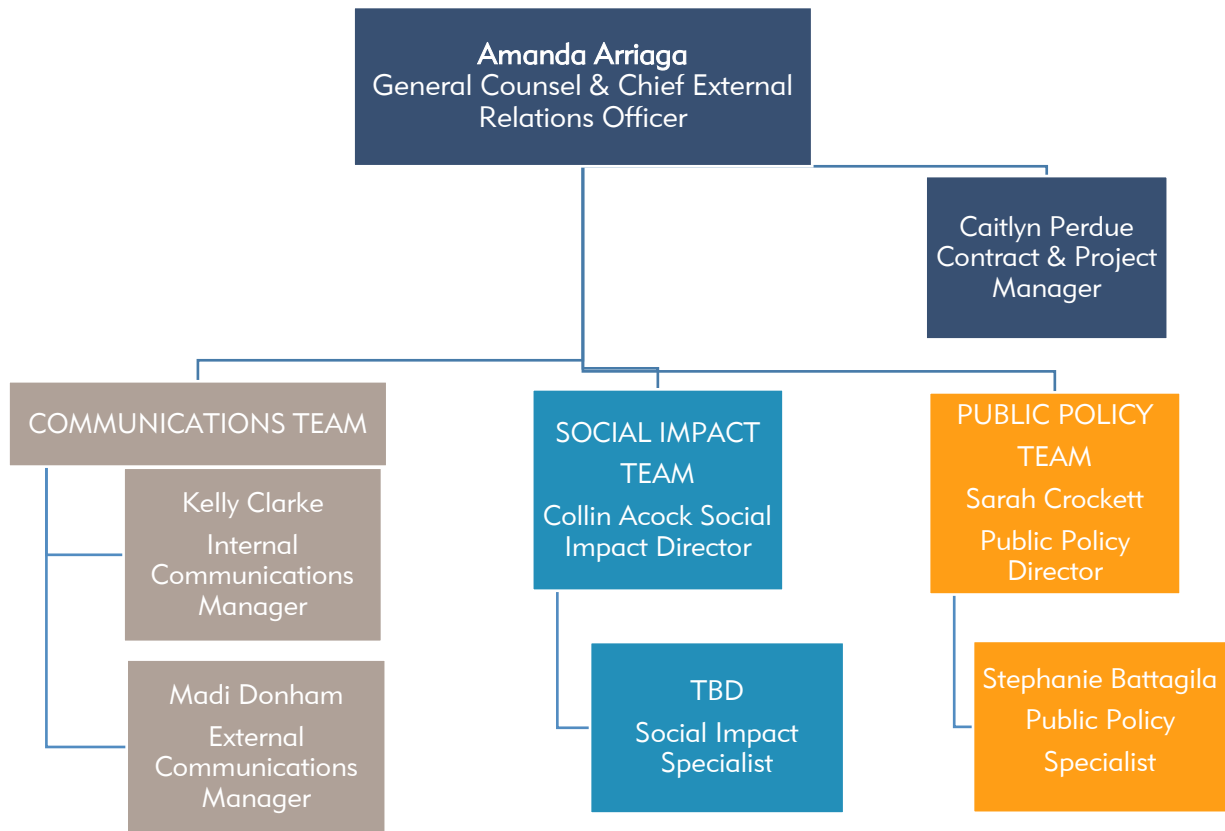 Amanda Arriaga
General Counsel & Chief External
Relations Officer
Caitlyn Perdue
Contract & Project
Manager
COMMUNICATIONS TEAM
Kelly Clarke
Internal
Communications
Manager
Madi Donham
External
Communications
Manager
SOCIAL IMPACT
TEAM
Collin Acock Social
Impact Director
TBD
Social Impact
Specialist
PUBLIC POLICY
TEAM
Sarah Crockett
Public Policy
Director
Stephanie Battagila
Public Policy
Specialist